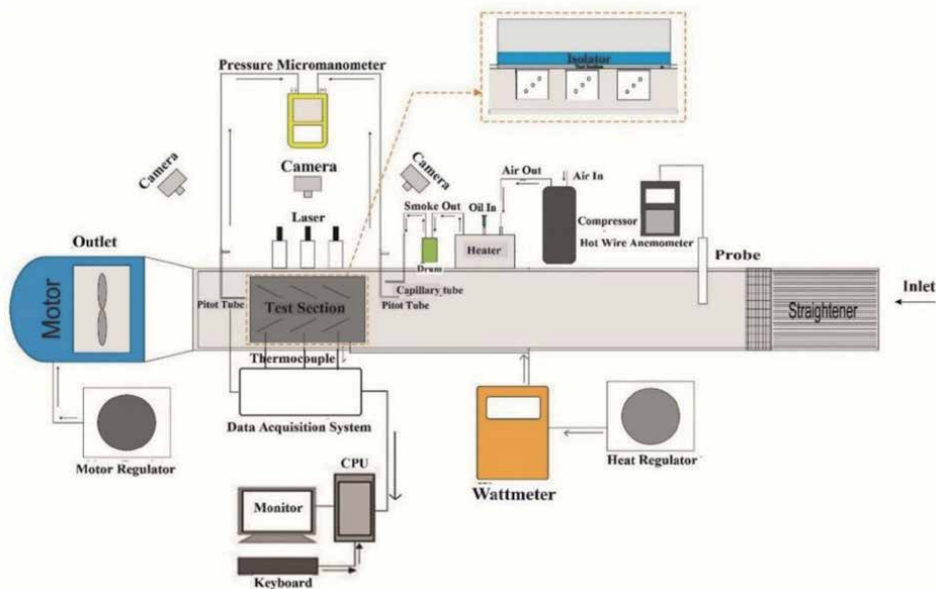 Isolator
Test Section
Pressure Micromanometer
Camera
Camera
Camera
Air Out
Air In
Smoke Out
Oil In
Laser
Compressor
Hot Wire Anemometer
Heater
Outlet
Drum
Probe
Motor
Pitot Tube
Test Section
Capillary tube
Pitot Tube
Straightener
Inlet
Thermocouple
Data Acquisition System
Motor Regulator
Heat Regulator
CPU
Wattmeter
Monitor
Keyboard